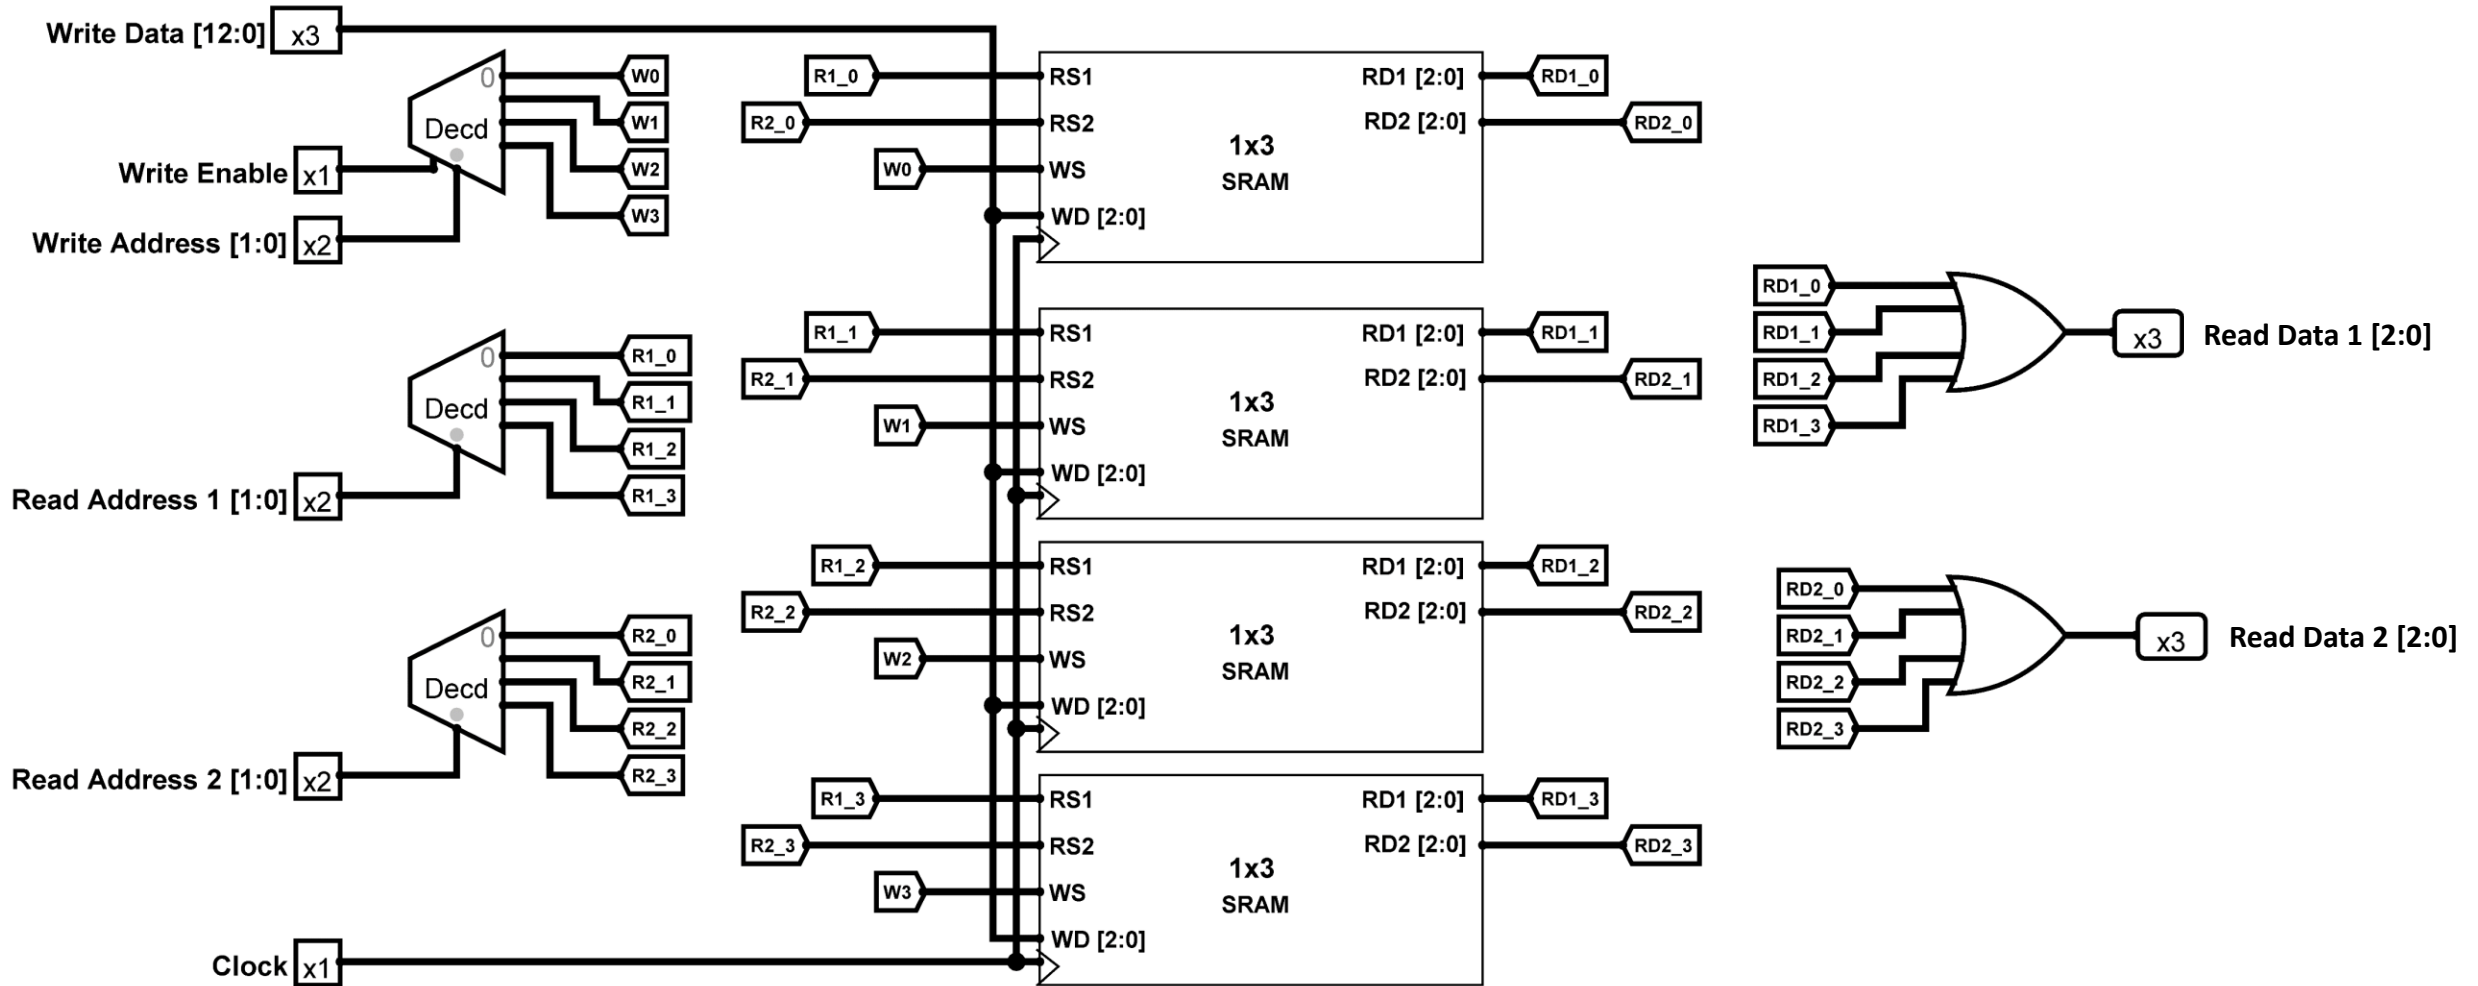 Write Data [12:0]
x3
0
Decd
W0
W1
W2
W3
Write Enable
x1
Write Address [1:0]
x2
0
Decd
R1_0
R1_1
R1_2
R1_3
Read Address 1 [1:0]
x2
0
Decd
R2_0
R2_1
R2_2
R2_3
Read Address 2 [1:0]
x2
Clock
x1
R1_0
R2_0
W0
RS1
RS2
WS
WD [2:0]
1x3
SRAM
RD1 [2:0]
RD2 [2:0]
RD1_0
RD2_0
R1_1
R2_1
W1
RS1
RS2
WS
WD [2:0]
1x3
SRAM
RD1 [2:0]
RD2 [2:0]
RD1_1
RD2_1
R1_2
R2_2
W2
RS1
RS2
WS
WD [2:0]
1x3
SRAM
RD1 [2:0]
RD2 [2:0]
RD1_2
RD2_2
R1_3
R2_3
W3
RS1
RS2
WS
WD [2:0]
1x3
SRAM
RD1 [2:0]
RD2 [2:0]
RD1_3
RD2_3
RD1_0
RD1_1
RD1_2
RD1_3
x3
Read Data 1 [2:0]
RD2_0
RD2_1
RD2_2
RD2_3
x3
Read Data 2 [2:0]